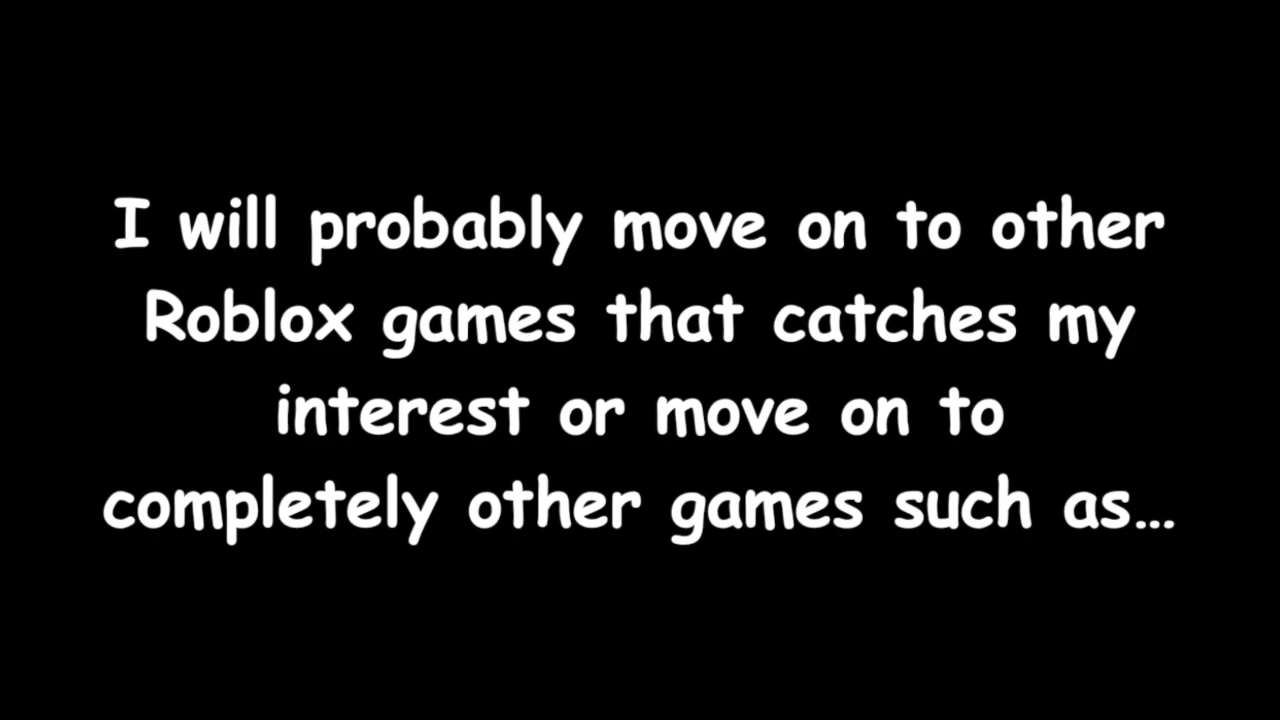 I will probably move on to other
Roblox games that catches my
interest or move on to
completely other games such as...